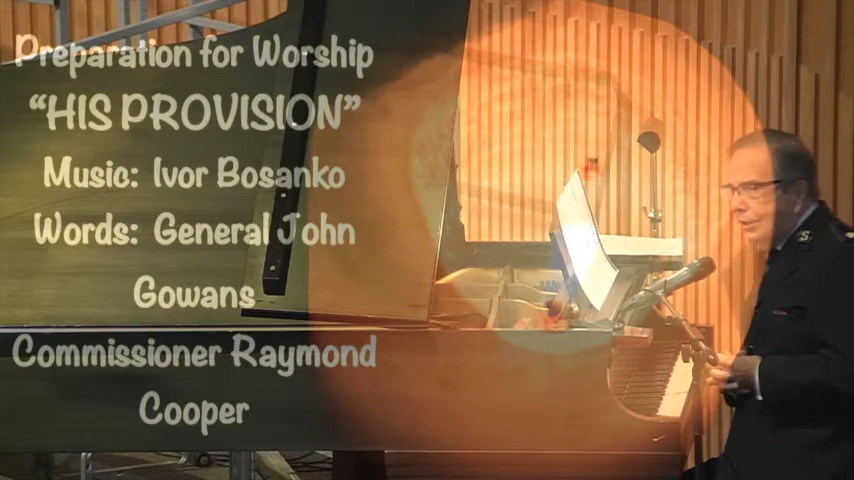 Preparation for Worship
“HIS PROVISION”
Music: Ivor Bosanko
Words: General John
Gowans
Commissioner Raymond
Cooper
S